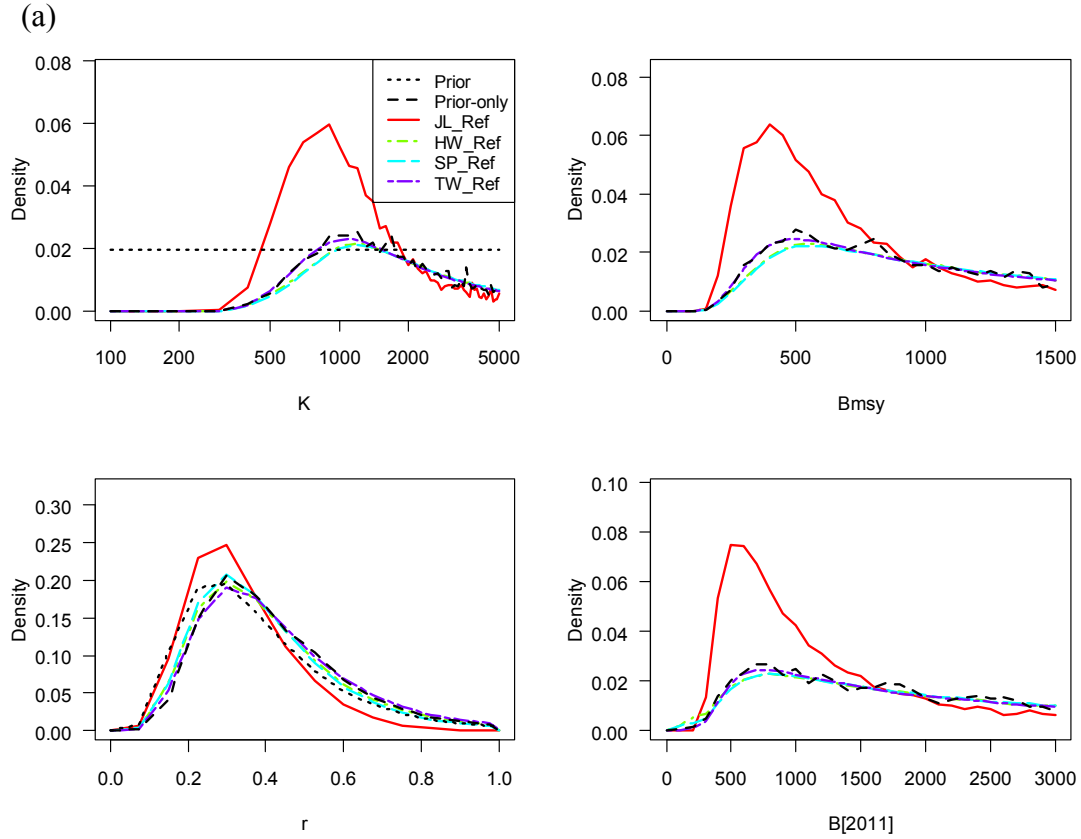 (a)
Density
0.08
0.06
0.04
0.02
0.00
100 200 500 1000 2000 5000
K
Prior
Prior-only
JL_Ref
HW_Ref
SP_Ref
TW_Ref
Density
0.08
0.06
0.04
0.02
0.00
0 500 1000 1500
Bmsy
Density
0.30
0.25
0.20
0.15
0.10
0.05
0.00
0.0 0.2 0.4 0.6 0.8 1.0
r
Density
0.10
0.08
0.06
0.04
0.02
0.00
0 500 1000 1500 2000 2500 3000
B[2011]